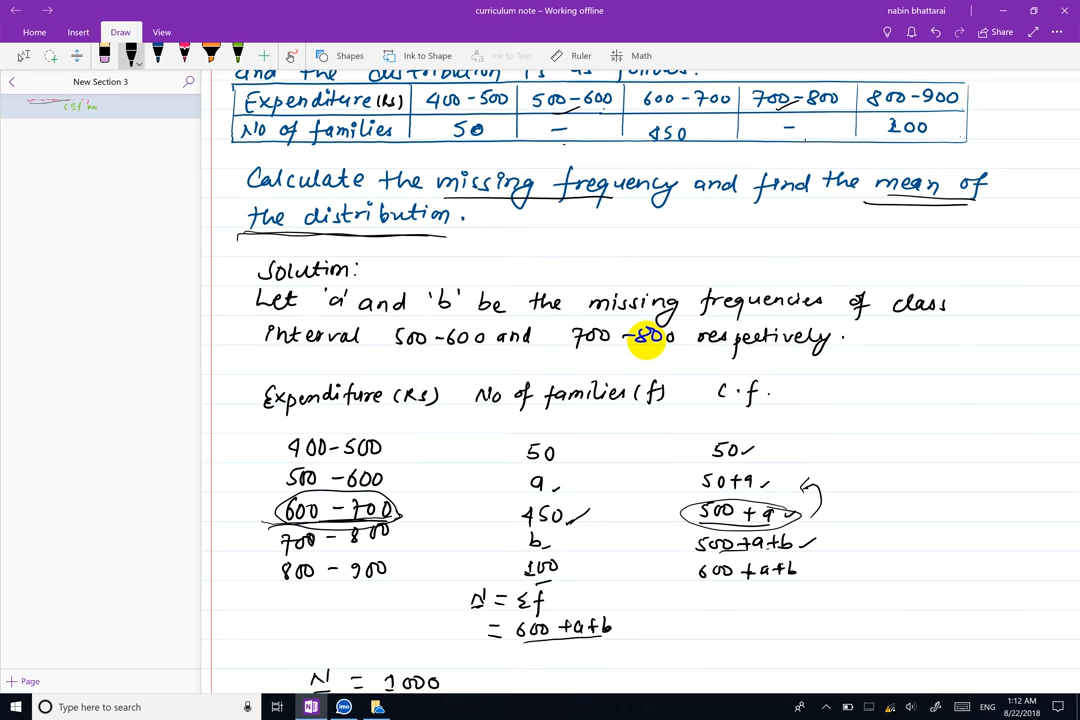 curriculum note – Working offline
nabin bhattarai
Home Insert Draw View
Share
Shapes Ink to Shape Ink to Text Ruler Math
New Section 3
Expenditure (Rs) 400-500 500-600 600-700 700-800 800-900
No of families 50 - 450 - 100
Calculate the missing frequency and find the mean of
the distribution.
Solution:
Let 'a' and 'b' be the missing frequencies of class
interval 500-600 and 700-800 respectively.
Expenditure (Rs) No of families (f) c.f.
400-500 50 50
500-600 a 50+a
600-700 450 500+a
700-800 b 500+a+b
800-900 100 600+a+b
N = Σf
= 600+a+b
N = 1000
Page
Type here to search
ENG
1:12 AM
8/22/2018